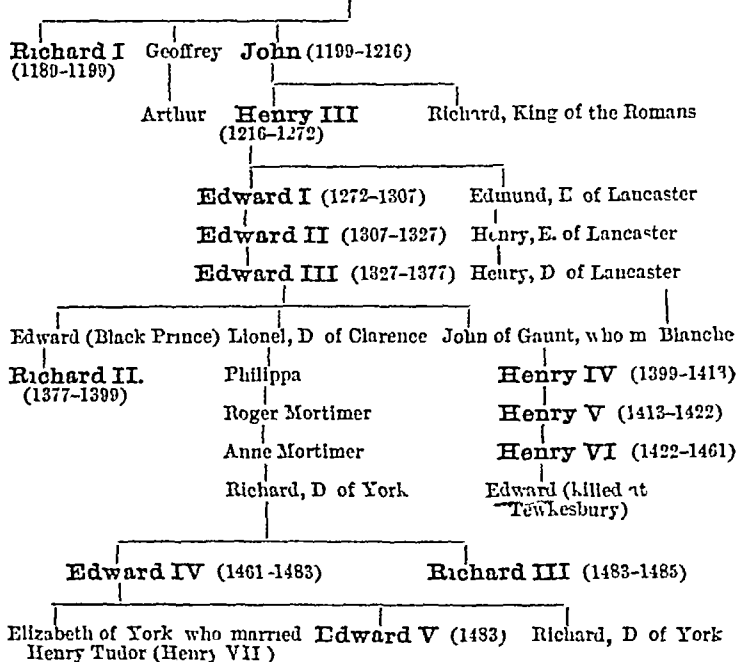 Richard I Geoffrey John (1199-1216)
(1189-1199)
Arthur Henry III Richard, King of the Romans
(1216-1272)
Edward I (1272-1307) Edmund, E of Lancaster
Edward II (1307-1327) Henry, E. of Lancaster
Edward III (1327-1377) Henry, D of Lancaster
Edward (Black Prince) Lionel, D of Clarence John of Gaunt, who m Blanche
Richard II. Philippa Henry IV (1399-1413)
(1377-1399)
Roger Mortimer Henry V (1413-1422)
Anne Mortimer Henry VI (1422-1461)
Richard, D of York Edward (killed at
Tewkesbury)
Edward IV (1461-1483) Richard III (1483-1485)
Elizabeth of York who married Edward V (1483) Richard, D of York
Henry Tudor (Henry VII)